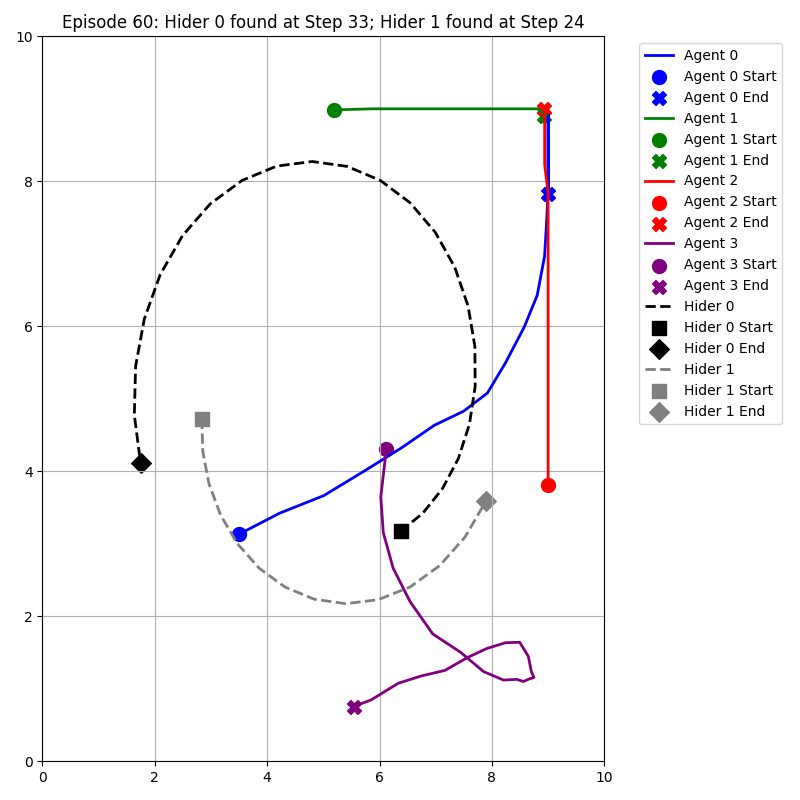 Episode 60: Hider 0 found at Step 33; Hider 1 found at Step 24
10
8
6
4
2
0
0
2
4
6
8
10
Agent 0
Agent 0 Start
Agent 0 End
Agent 1
Agent 1 Start
Agent 1 End
Agent 2
Agent 2 Start
Agent 2 End
Agent 3
Agent 3 Start
Agent 3 End
Hider 0
Hider 0 Start
Hider 0 End
Hider 1
Hider 1 Start
Hider 1 End